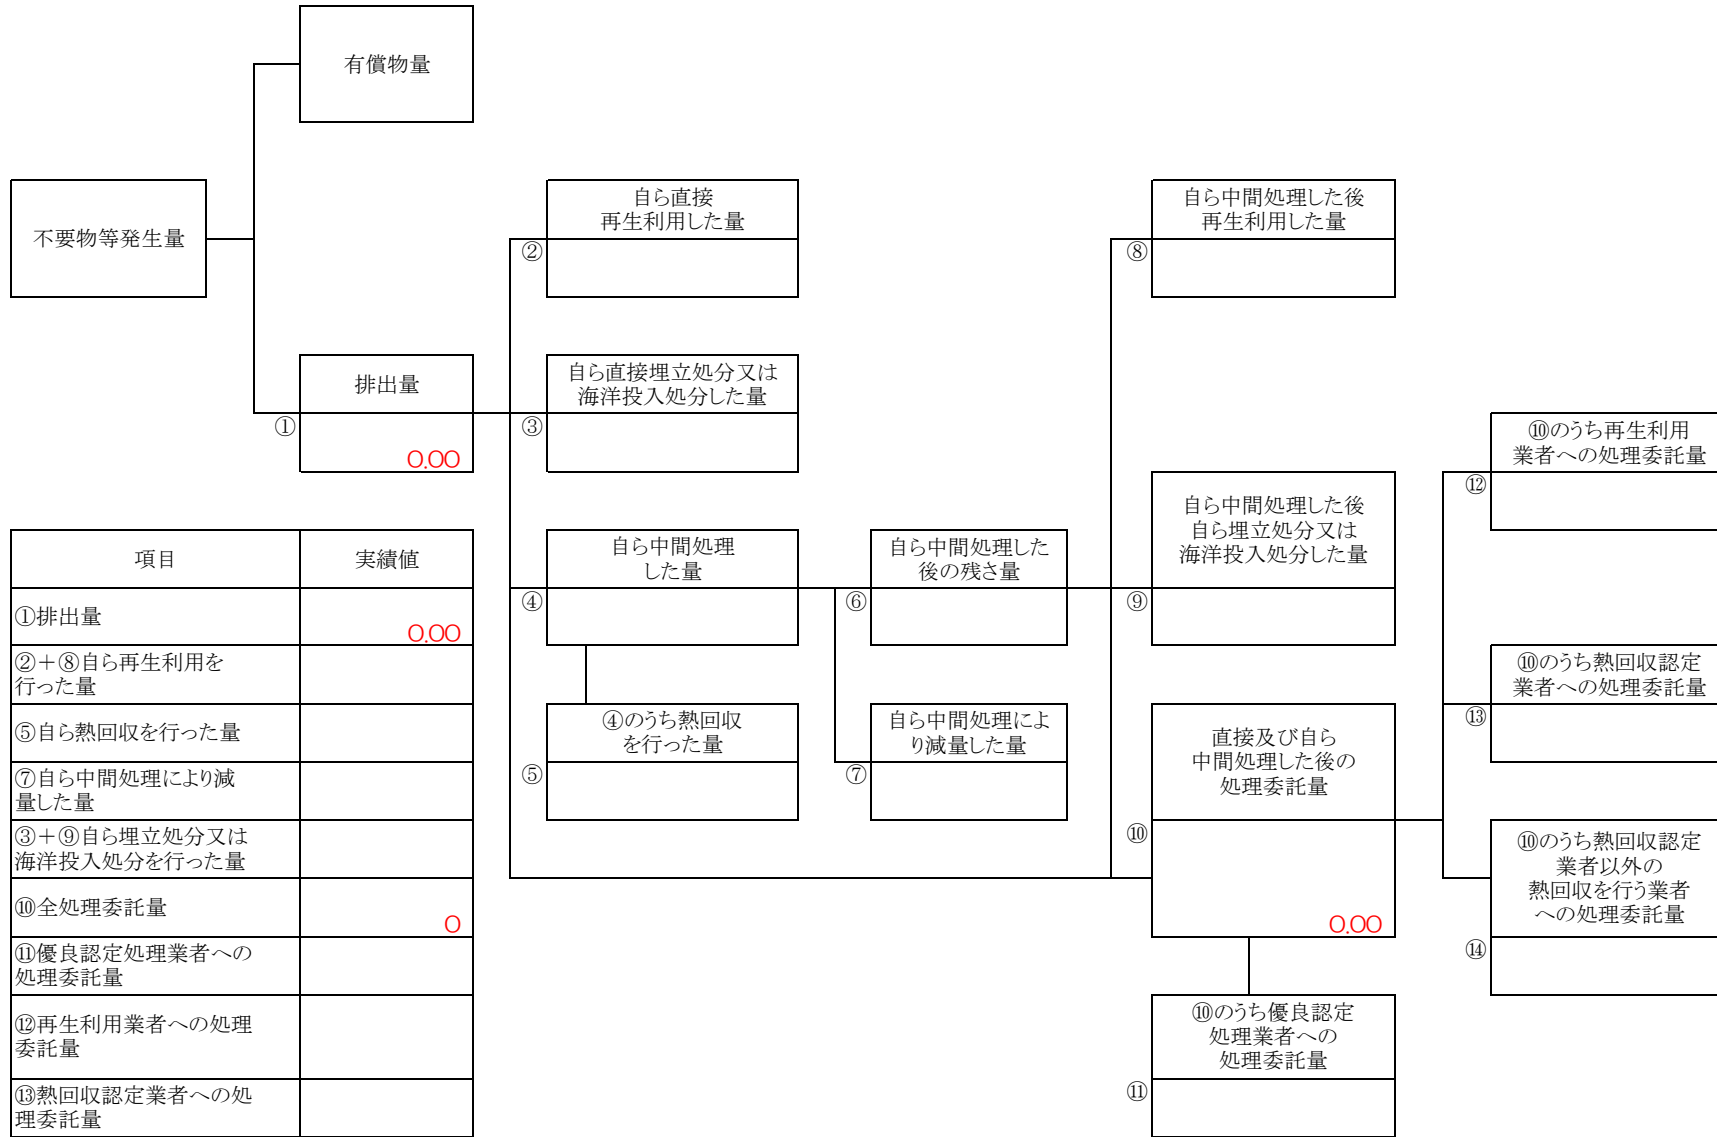 有償物量
不要物等発生量
自ら直接
再生利用した量
②
自ら中間処理した後
再生利用した量
⑧
排出量
①
0.00
自ら直接埋立処分又は
海洋投入処分した量
③
⑩のうち再生利用
業者への処理委託量
⑫
自ら中間処理
した量
④
自ら中間処理した
後の残さ量
⑥
自ら中間処理した後
自ら埋立処分又は
海洋投入処分した量
⑨
④のうち熱回収
を行った量
⑤
自ら中間処理によ
り減量した量
⑦
直接及び自ら
中間処理した後の
処理委託量
⑩
0.00
⑩のうち熱回収認定
業者への処理委託量
⑬
⑩のうち熱回収認定
業者以外の
熱回収を行う業者
への処理委託量
⑭
⑩のうち優良認定
処理業者への
処理委託量
⑪
項目
実績値
①排出量
0.00
②＋⑧自ら再生利用を
行った量
⑤自ら熱回収を行った量
⑦自ら中間処理により減
量した量
③＋⑨自ら埋立処分又は
海洋投入処分を行った量
⑩全処理委託量
0
⑪優良認定処理業者への
処理委託量
⑫再生利用業者への処理
委託量
⑬熱回収認定業者への処
理委託量